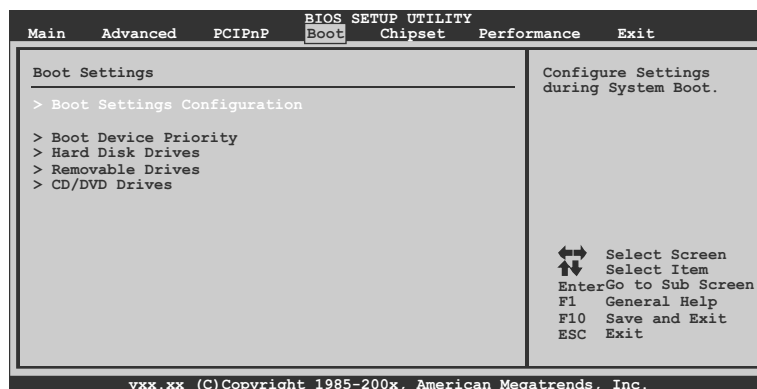 BIOS SETUP UTILITY
Main Advanced PCIPnP Boot Chipset Performance Exit
Boot Settings
> Boot Settings Configuration
> Boot Device Priority
> Hard Disk Drives
> Removable Drives
> CD/DVD Drives
Configure Settings
during System Boot.
Select Screen
Select Item
Enter Go to Sub Screen
F1 General Help
F10 Save and Exit
ESC Exit
vxx.xx (C)Copyright 1985-200x, American Megatrends, Inc.